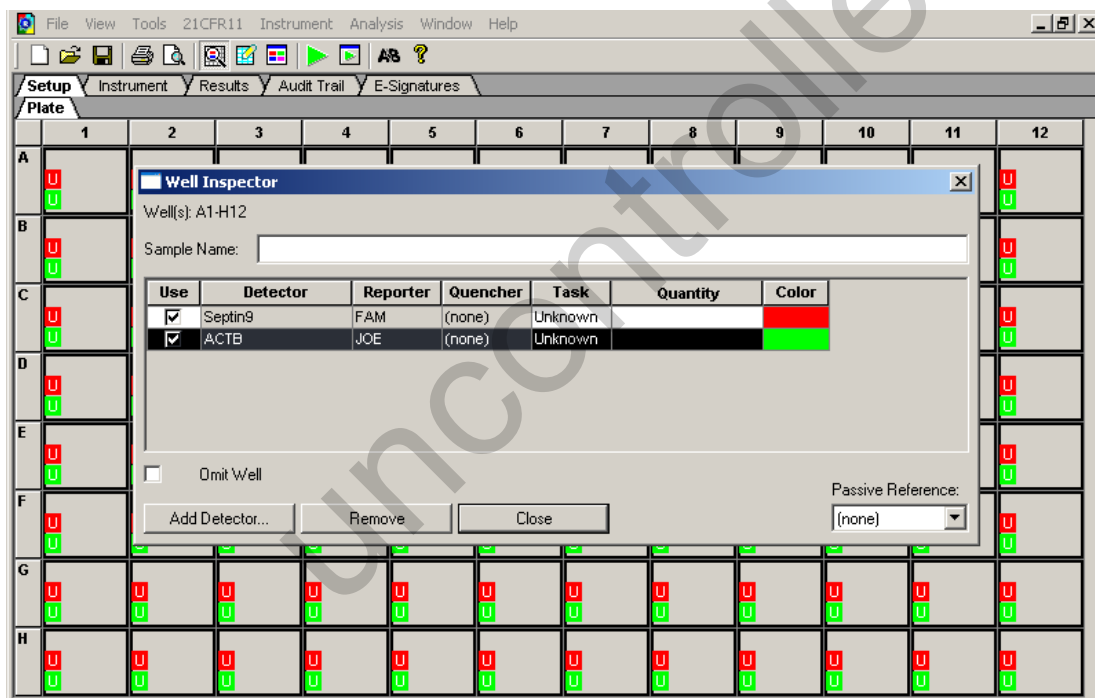 File View Tools 21CFR11 Instrument Analysis Window Help
Setup Instrument Results Audit Trail E-Signatures
Plate
1 2 3 4 5 6 7 8 9 10 11 12
A
U U
U U
Well Inspector
Well(s): A1-H12
B
Sample Name:
U U
U U
C
Use Detector Reporter Quencher Task Quantity Color
Septin9 FAM (none) Unknown
U U
ACTB JOE (none) Unknown
U U
D
U U
U U
E
U U
U U
Omit Well
Passive Reference:
F
Add Detector... Remove Close (none)
U U
U U
G
U U U U U U U U U U U U
U U U U U U U U U U U U
H
U U U U U U U U U U U U
U U U U U U U U U U U U
uncontrolle